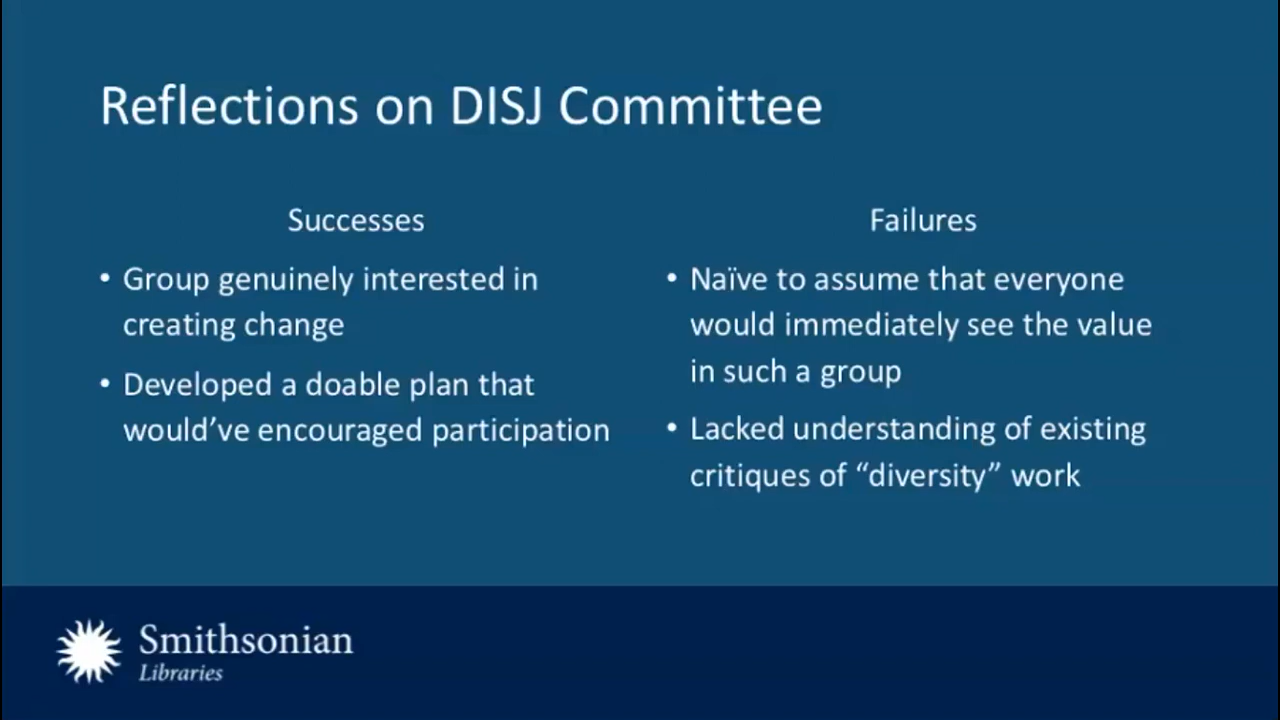 Reflections on DISJ Committee
Successes
• Group genuinely interested in
creating change
• Developed a doable plan that
would’ve encouraged participation
Failures
• Naïve to assume that everyone
would immediately see the value
in such a group
• Lacked understanding of existing
critiques of “diversity” work
Smithsonian
Libraries